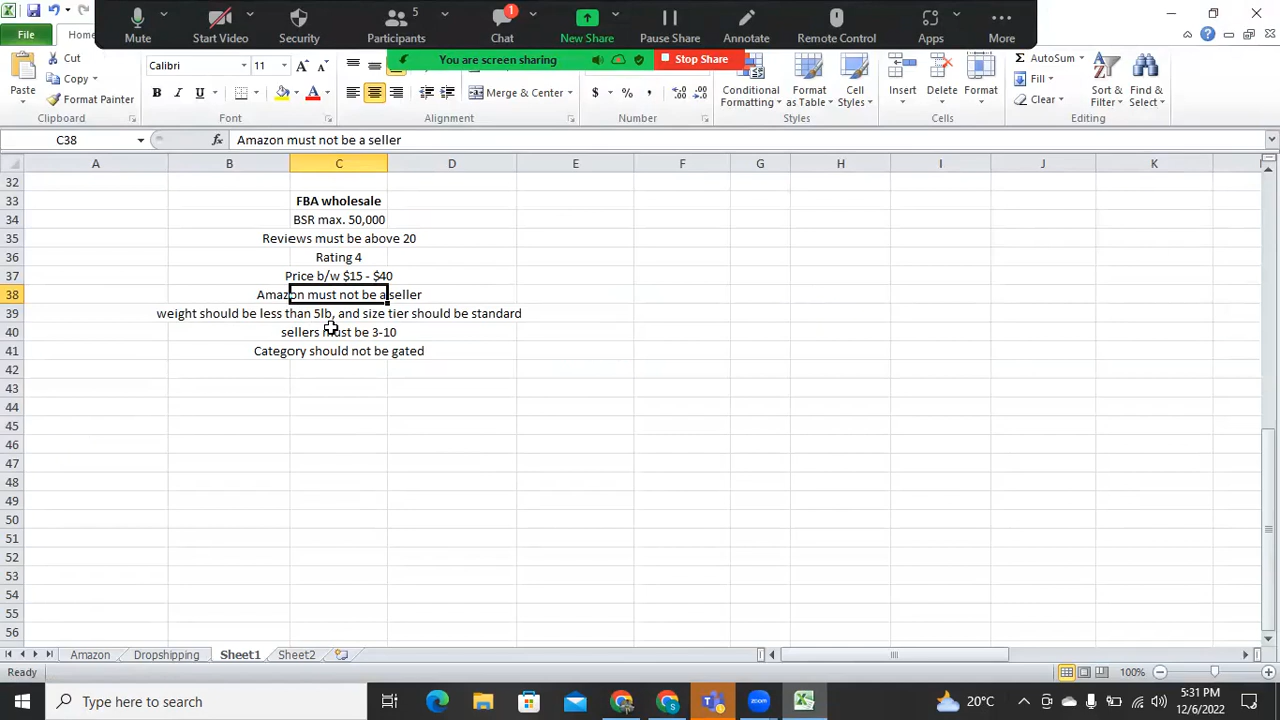 Mute
Start Video
Security
5
Participants
1
Chat
New Share
Pause Share
Annotate
Remote Control
Apps
More
You are screen sharing
Stop Share
File
Home
Paste
Cut
Copy
Format Painter
Clipboard
Calibri
11
A A
B I U
A
Font
Merge & Center
Alignment
$ % ,
Number
Conditional Formatting
Format as Table
Cell Styles
Styles
Insert
Delete
Format
Cells
Σ AutoSum
Fill
Clear
Sort & Filter
Find & Select
Editing
C38
fx
Amazon must not be a seller
A B C D E F G H I J K
32
33 FBA wholesale
34 BSR max. 50,000
35 Reviews must be above 20
36 Rating 4
37 Price b/w $15 - $40
38 Amazon must not be a seller
39 weight should be less than 5lb, and size tier should be standard
40 sellers must be 3-10
41 Category should not be gated
42
43
44
45
46
47
48
49
50
51
52
53
54
55
56
Amazon Dropshipping Sheet1 Sheet2
Ready
100%
Type here to search
20°C
5:31 PM
12/6/2022